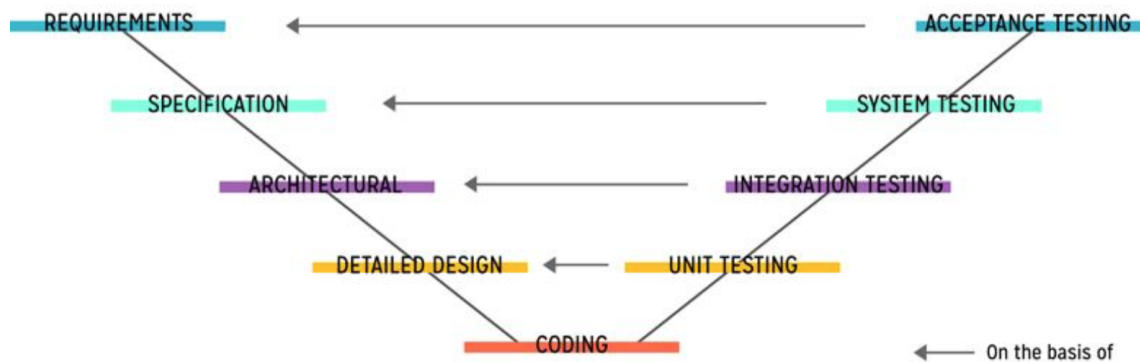 REQUIREMENTS
ACCEPTANCE TESTING
SPECIFICATION
SYSTEM TESTING
ARCHITECTURAL
INTEGRATION TESTING
DETAILED DESIGN
UNIT TESTING
CODING
On the basis of